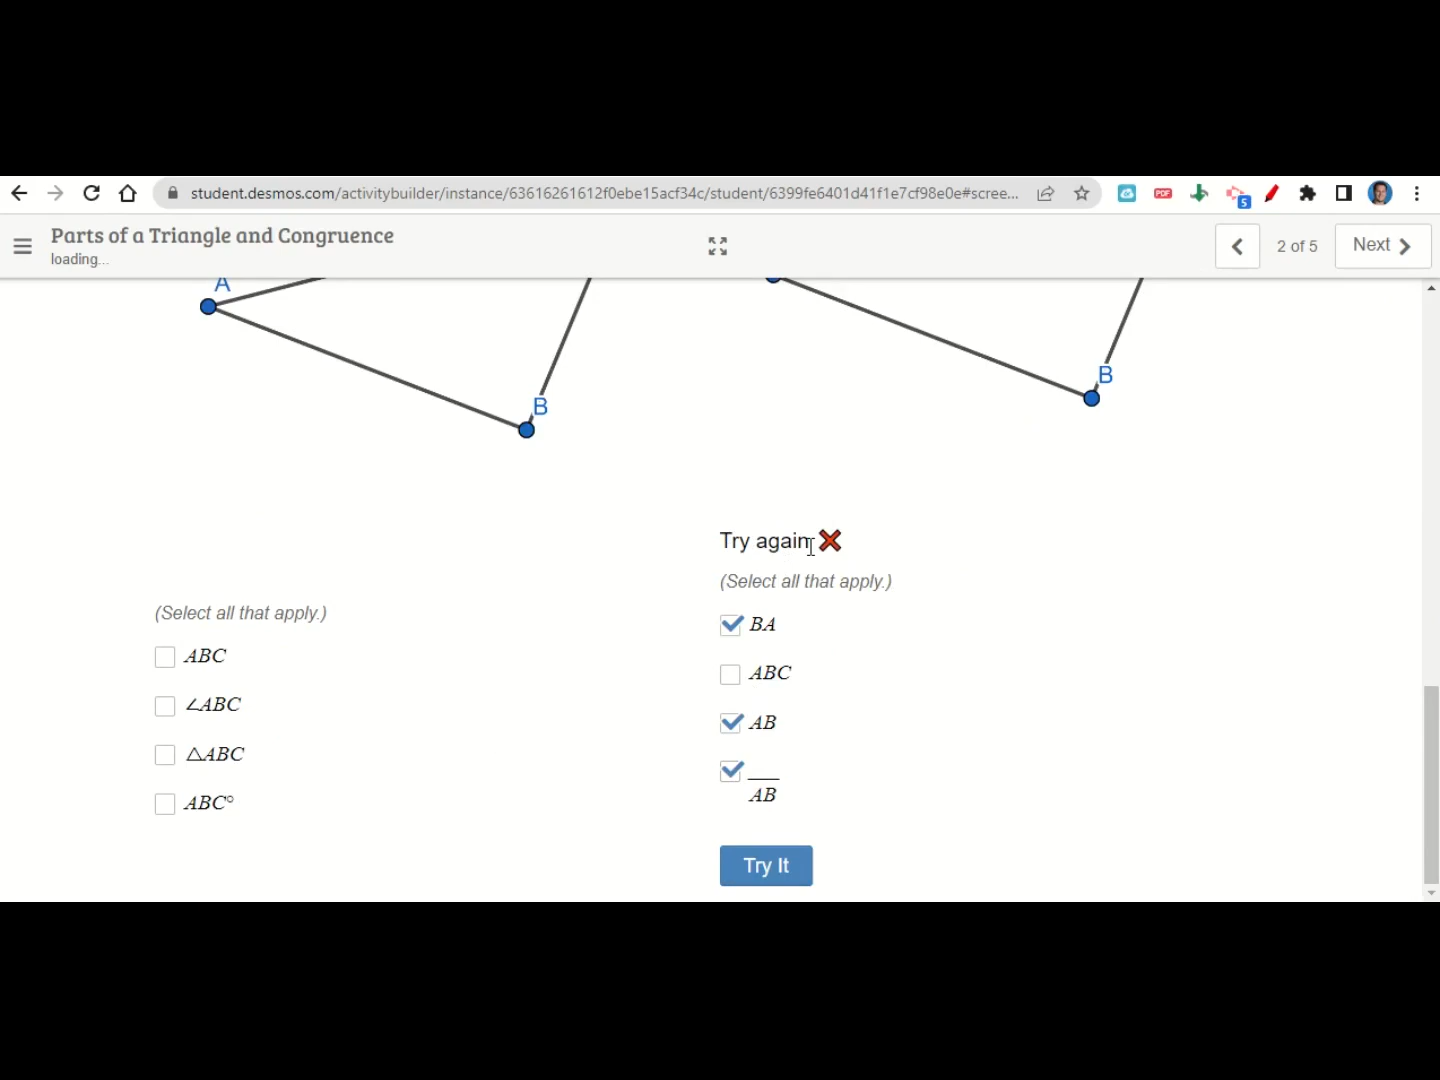 student.desmos.com/activitybuilder/instance/63616261612f0ebe15acf34c/student/6399fe6401d41f1e7cf98e0e#scree...
PDF
5
Parts of a Triangle and Congruence
loading...
2 of 5
Next
A
B
B
Try again
(Select all that apply.)
BA
ABC
AB
AB
Try It
(Select all that apply.)
ABC
∠ABC
△ABC
ABC°